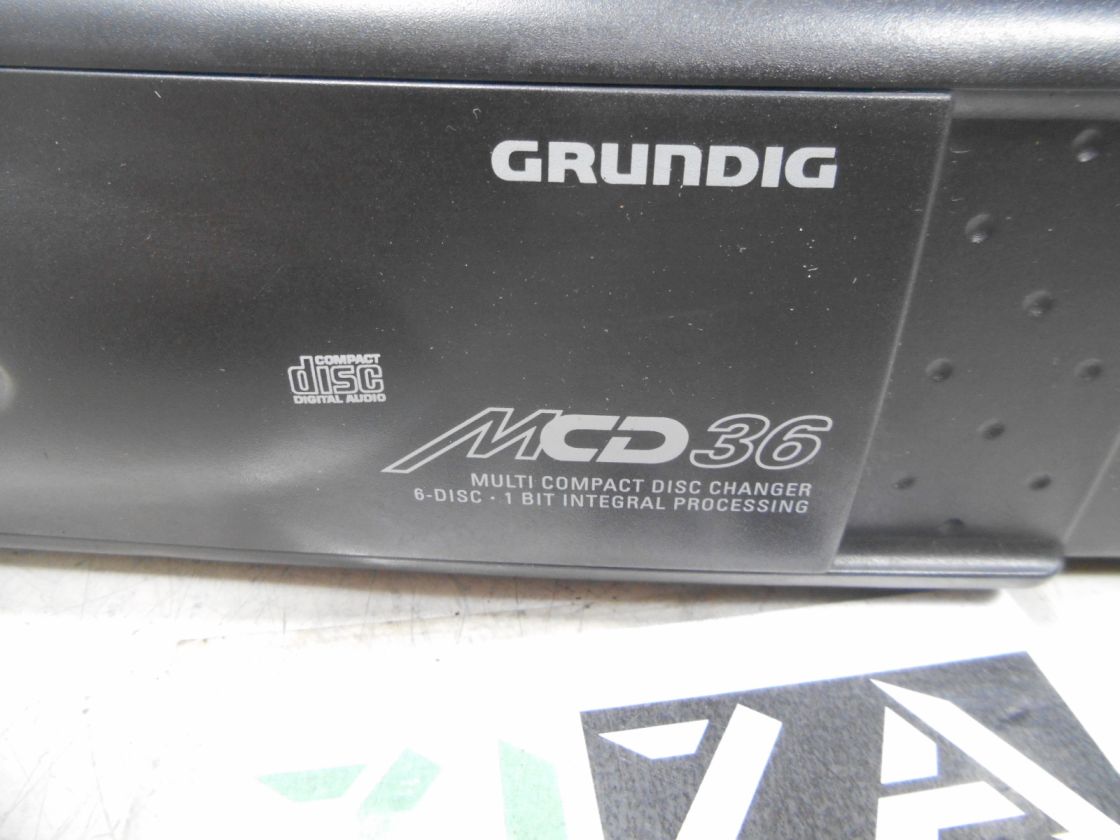 GRUNDIG
COMPACT
disc
DIGITAL AUDIO
MCD 36
MULTI COMPACT DISC CHANGER
6-DISC · 1 BIT INTEGRAL PROCESSING